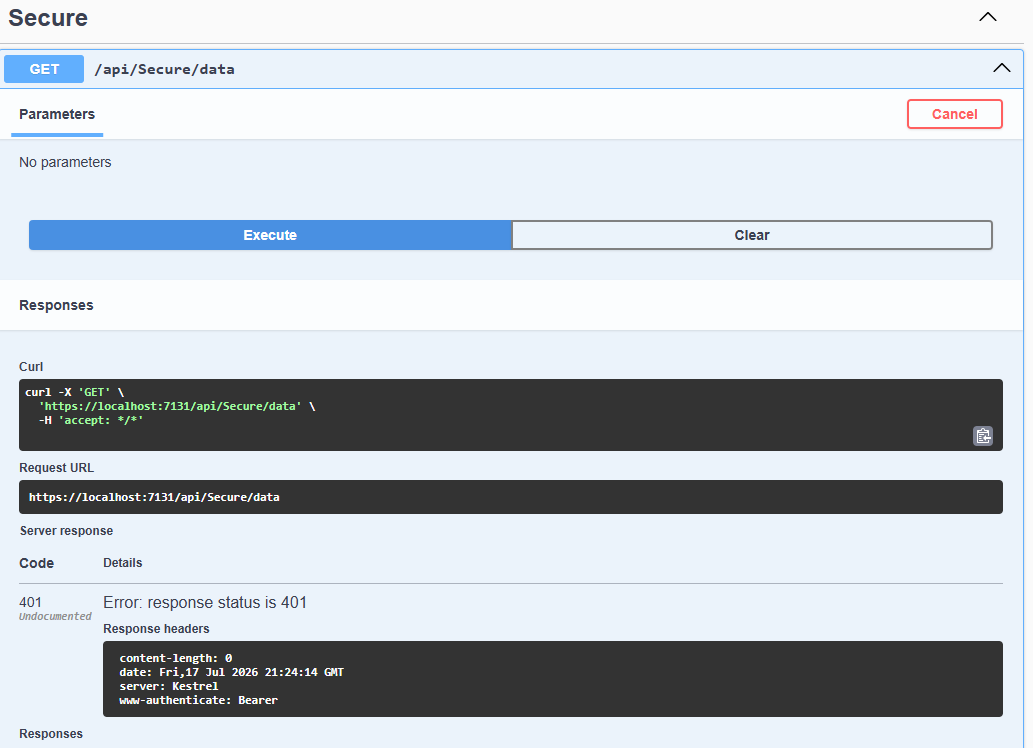 Secure
GET /api/Secure/data
Parameters
Cancel
No parameters
Execute
Clear
Responses
Curl
curl -X 'GET' \
'https://localhost:7131/api/Secure/data' \
-H 'accept: */*'
Request URL
https://localhost:7131/api/Secure/data
Server response
Code Details
401 Error: response status is 401
Undocumented
Response headers
content-length: 0
date: Fri,17 Jul 2026 21:24:14 GMT
server: Kestrel
www-authenticate: Bearer
Responses